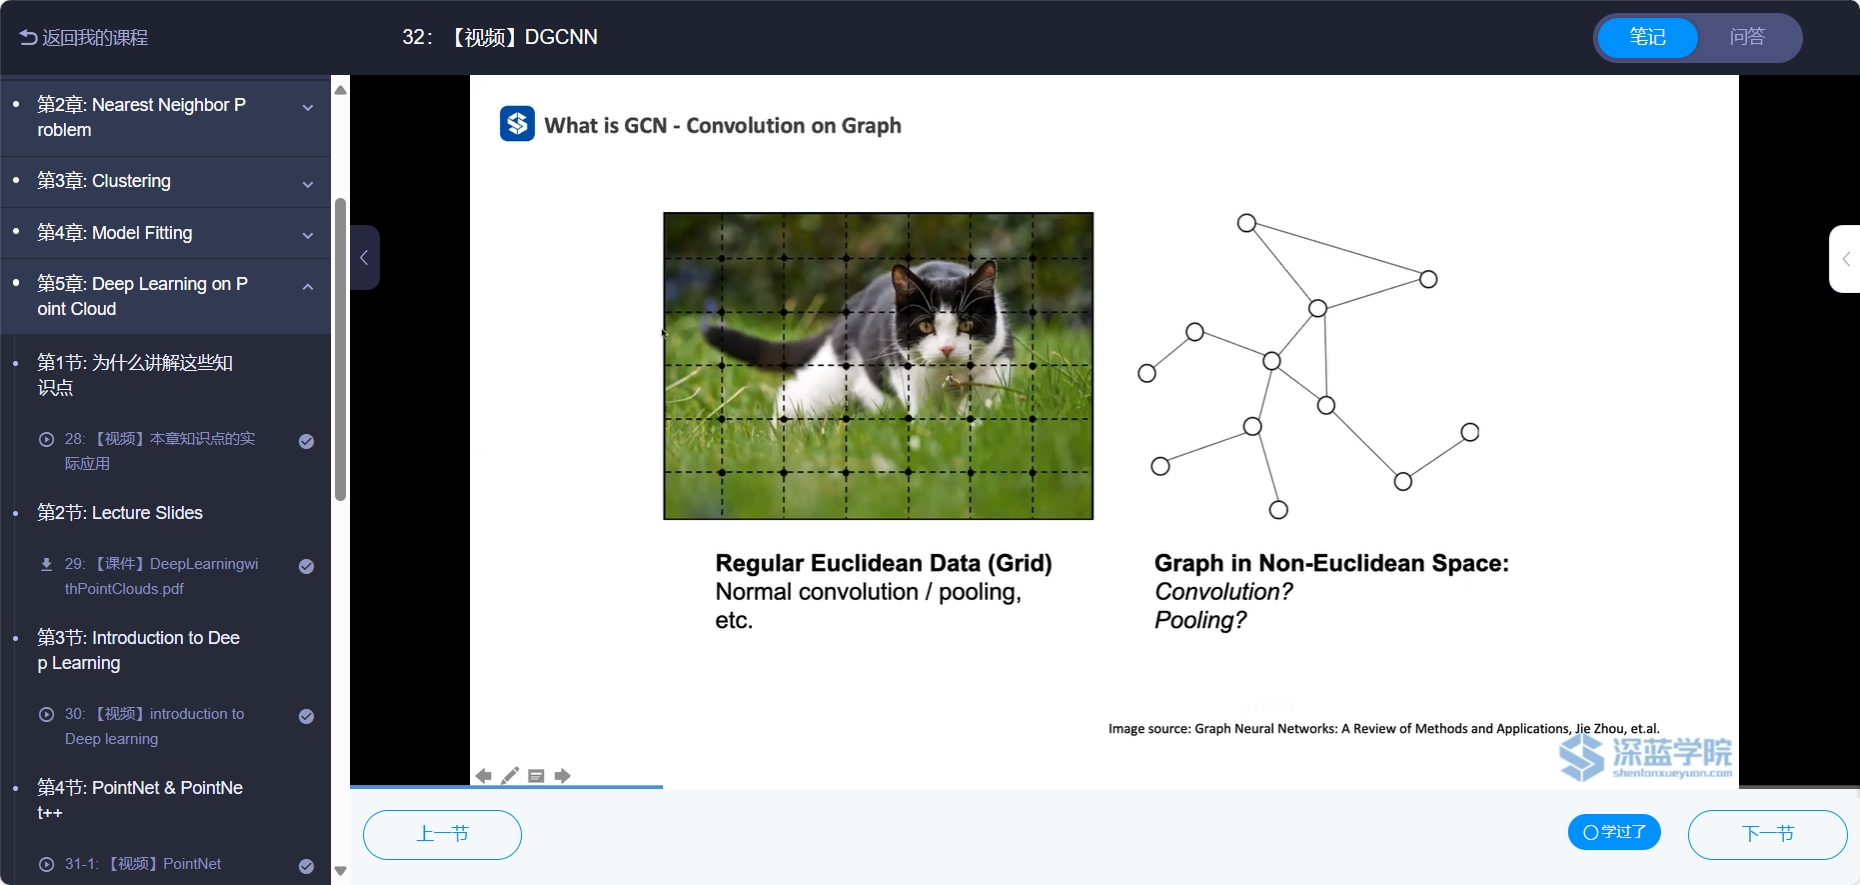 返回我的课程
32: 【视频】DGCNN
笔记
问答
第2章: Nearest Neighbor P
roblem
第3章: Clustering
第4章: Model Fitting
第5章: Deep Learning on P
oint Cloud
第1节: 为什么讲解这些知
识点
28: 【视频】本章知识点的实
际应用
第2节: Lecture Slides
29: 【课件】DeepLearningwi
thPointClouds.pdf
第3节: Introduction to Dee
p Learning
30: 【视频】introduction to
Deep learning
第4节: PointNet & PointNe
t++
31-1: 【视频】PointNet
What is GCN - Convolution on Graph
Regular Euclidean Data (Grid)
Normal convolution / pooling,
etc.
Graph in Non-Euclidean Space:
Convolution?
Pooling?
Image source: Graph Neural Networks: A Review of Methods and Applications, Jie Zhou, et.al.
深蓝学院
shenlanxueyuan.com
上一节
学过了
下一节